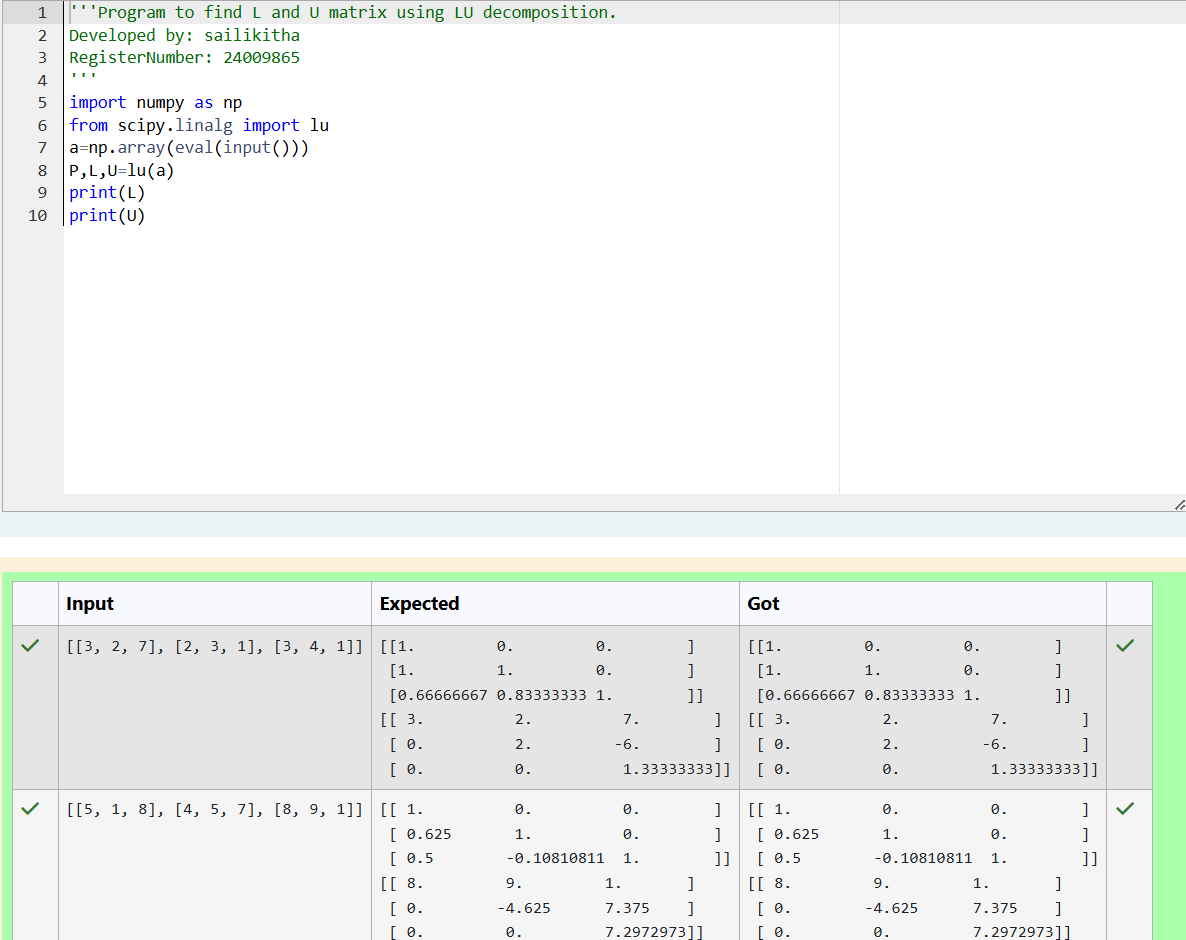 1 '''Program to find L and U matrix using LU decomposition.
2 Developed by: sailikitha
3 RegisterNumber: 24009865
4 '''
5 import numpy as np
6 from scipy.linalg import lu
7 a=np.array(eval(input()))
8 P,L,U=lu(a)
9 print(L)
10 print(U)
Input Expected Got
[[3, 2, 7], [2, 3, 1], [3, 4, 1]] [[1. 0. 0. ] [[1. 0. 0. ]
[1. 1. 0. ] [1. 1. 0. ]
[0.66666667 0.83333333 1. ]] [0.66666667 0.83333333 1. ]]
[[ 3. 2. 7. ] [[ 3. 2. 7. ]
[ 0. 2. -6. ] [ 0. 2. -6. ]
[ 0. 0. 1.33333333]] [ 0. 0. 1.33333333]]
[[5, 1, 8], [4, 5, 7], [8, 9, 1]] [[ 1. 0. 0. ] [[ 1. 0. 0. ]
[ 0.625 1. 0. ] [ 0.625 1. 0. ]
[ 0.5 -0.10810811 1. ]] [ 0.5 -0.10810811 1. ]]
[[ 8. 9. 1. ] [[ 8. 9. 1. ]
[ 0. -4.625 7.375 ] [ 0. -4.625 7.375 ]
[ 0. 0. 7.2972973]] [ 0. 0. 7.2972973]]